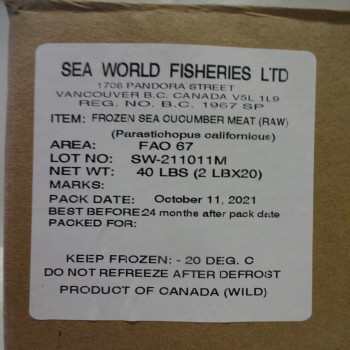 SEA WORLD FISHERIES LTD
1706 PANDORA STREET
VANCOUVER B.C. CANADA V5L 1L9
REG. NO. B.C. 1967 SP
ITEM: FROZEN SEA CUCUMBER MEAT (RAW)
(Parastichopus californicus)
AREA: FAO 67
LOT NO: SW-211011M
NET WT: 40 LBS (2 LBX20)
MARKS:
PACK DATE: October 11, 2021
BEST BEFORE:24 months after pack date
PACKED FOR:
KEEP FROZEN: - 20 DEG. C
DO NOT REFREEZE AFTER DEFROST
PRODUCT OF CANADA (WILD)